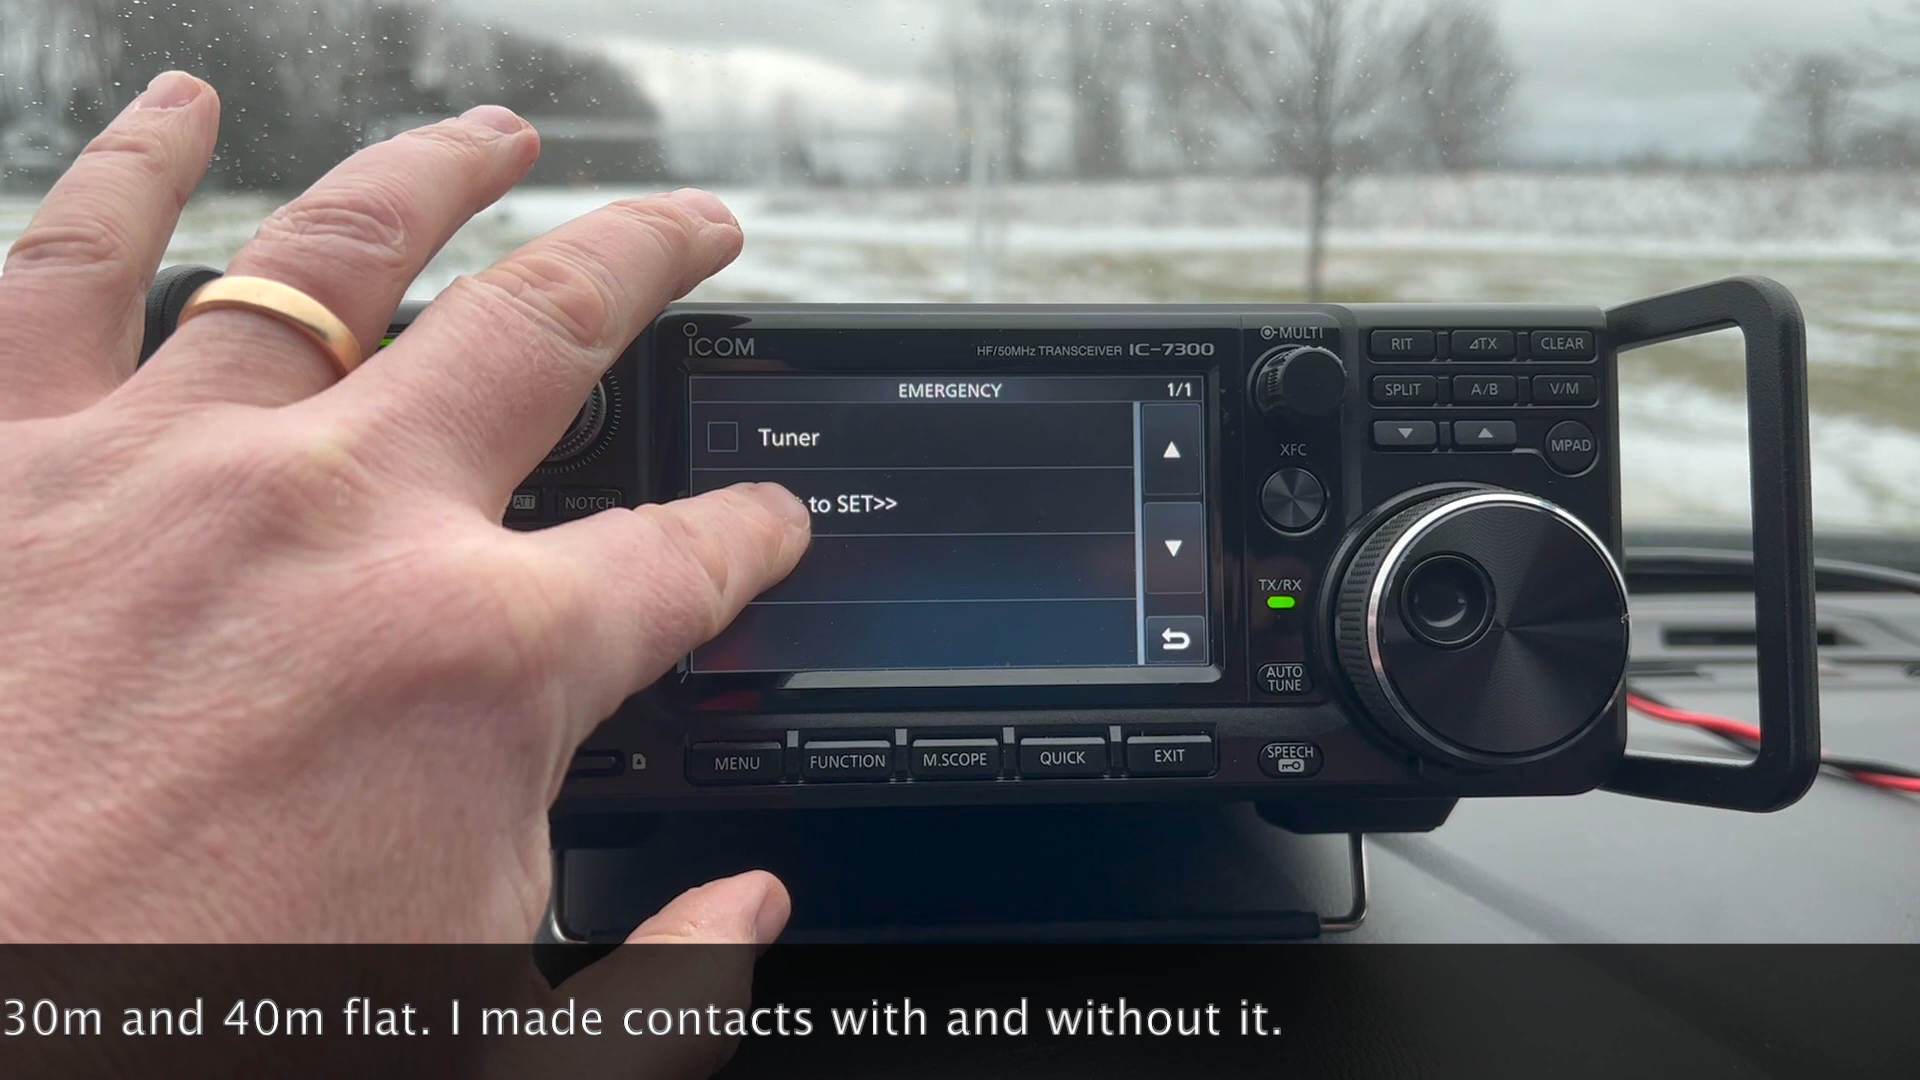 ICOM
HF/50MHz TRANSCEIVER IC-7300
MULTI
RIT
⊿TX
CLEAR
EMERGENCY 1/1
SPLIT
A/B
V/M
Tuner
XFC
MPAD
ATT
NOTCH
to SET>>
TX/RX
AUTO
TUNE
MENU
FUNCTION
M.SCOPE
QUICK
EXIT
SPEECH
30m and 40m flat. I made contacts with and without it.